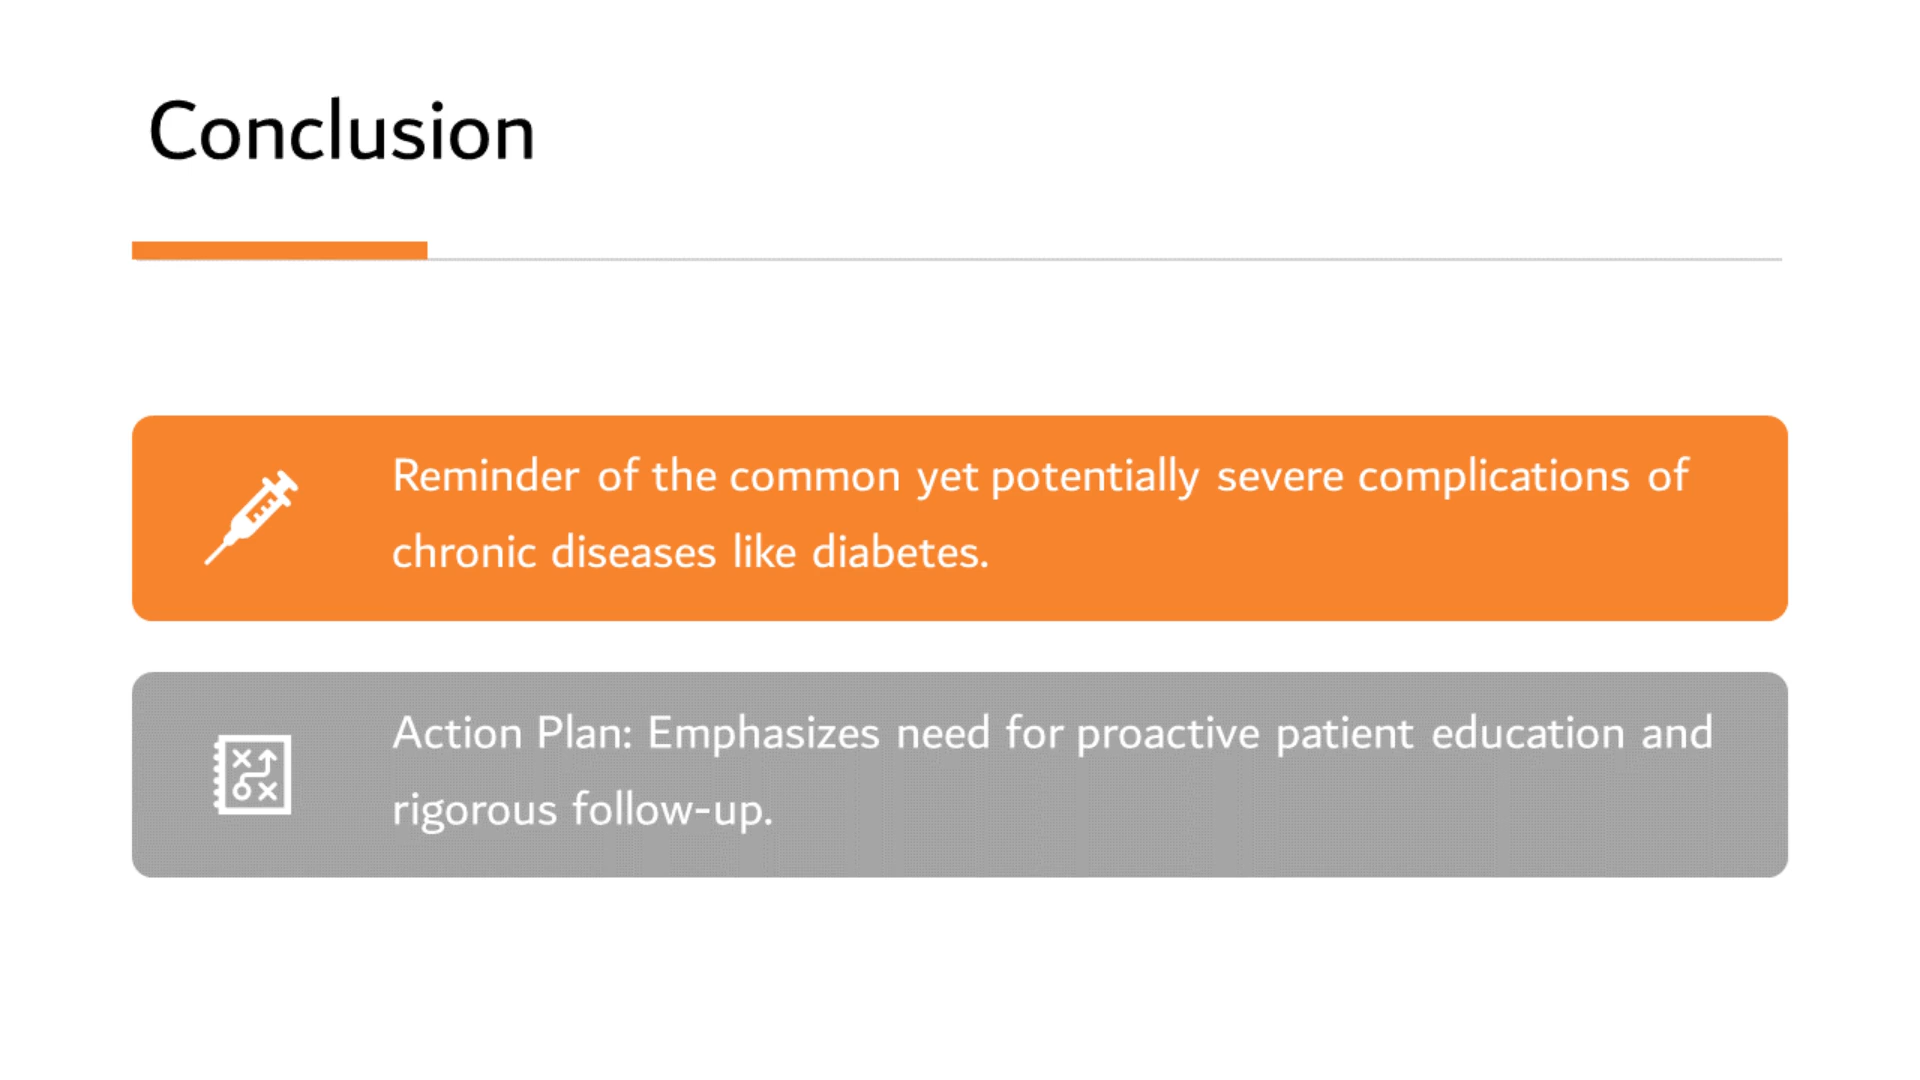 Conclusion
Reminder of the common yet potentially severe complications of
chronic diseases like diabetes.
Action Plan: Emphasizes need for proactive patient education and
rigorous follow-up.